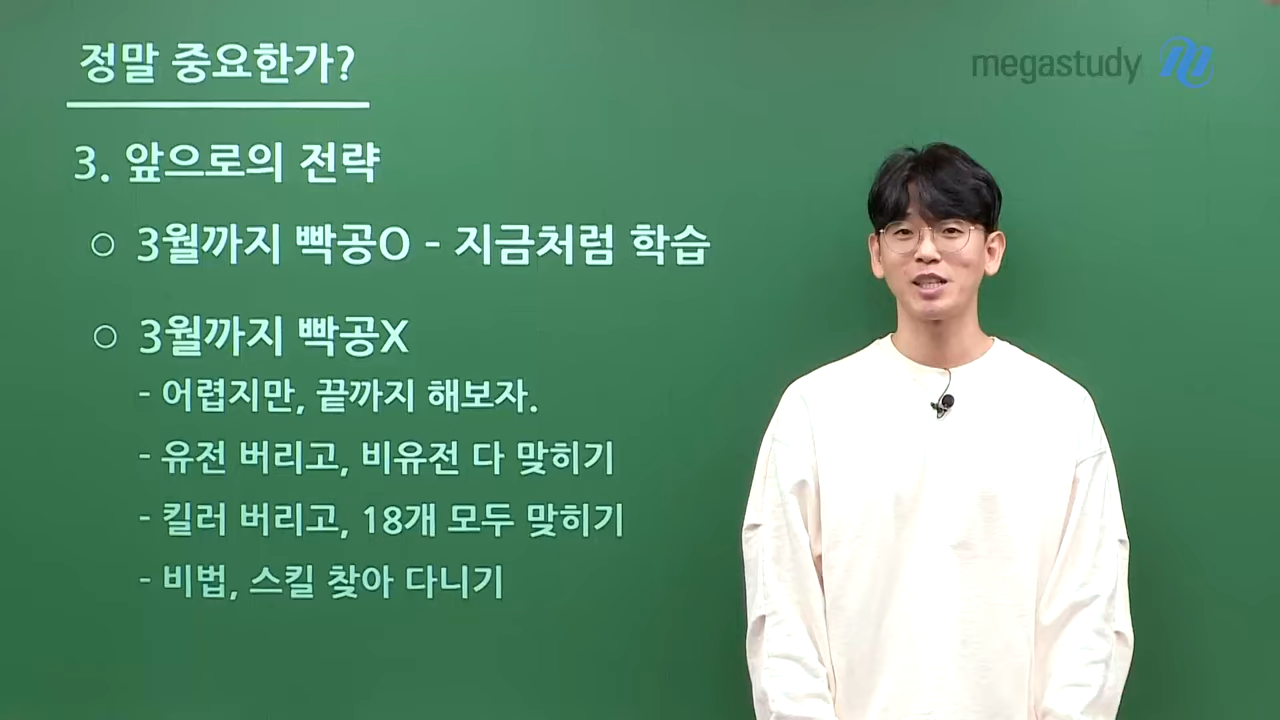 정말 중요한가?
megastudy
3. 앞으로의 전략
○ 3월까지 빡공O - 지금처럼 학습
○ 3월까지 빡공X
- 어렵지만, 끝까지 해보자.
- 유전 버리고, 비유전 다 맞히기
- 킬러 버리고, 18개 모두 맞히기
- 비법, 스킬 찾아 다니기